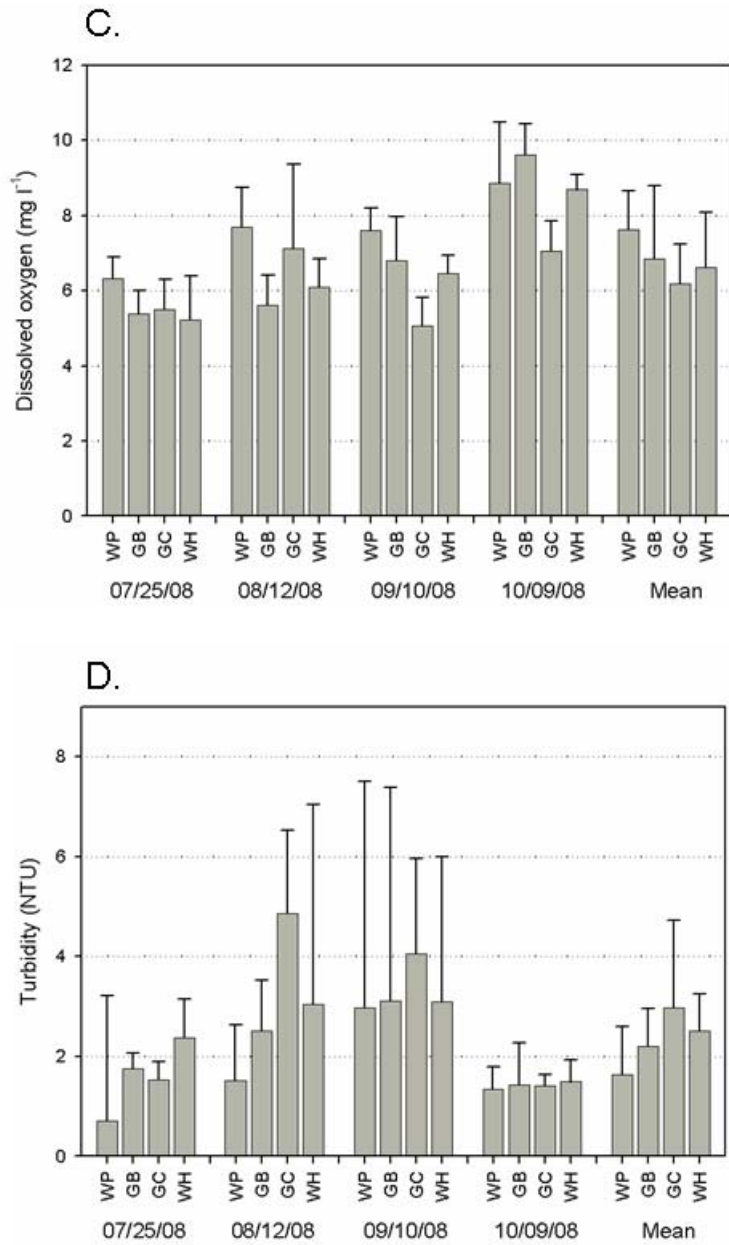 C.
Dissolved oxygen (mg l⁻¹)
12
10
8
6
4
2
0
WP GB GC WH WP GB GC WH WP GB GC WH WP GB GC WH WP GB GC WH
07/25/08 08/12/08 09/10/08 10/09/08 Mean
D.
Turbidity (NTU)
8
6
4
2
0
WP GB GC WH WP GB GC WH WP GB GC WH WP GB GC WH WP GB GC WH
07/25/08 08/12/08 09/10/08 10/09/08 Mean